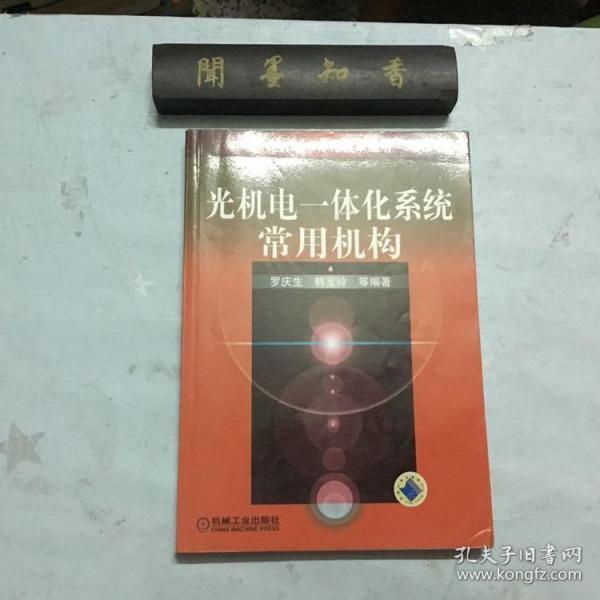 聞墨知香
光机电一体化系统
常用机构
罗庆生 韩宝玲 等编著
机械工业出版社
CHINA MACHINE PRESS
孔夫子旧书网
www.kongfz.com